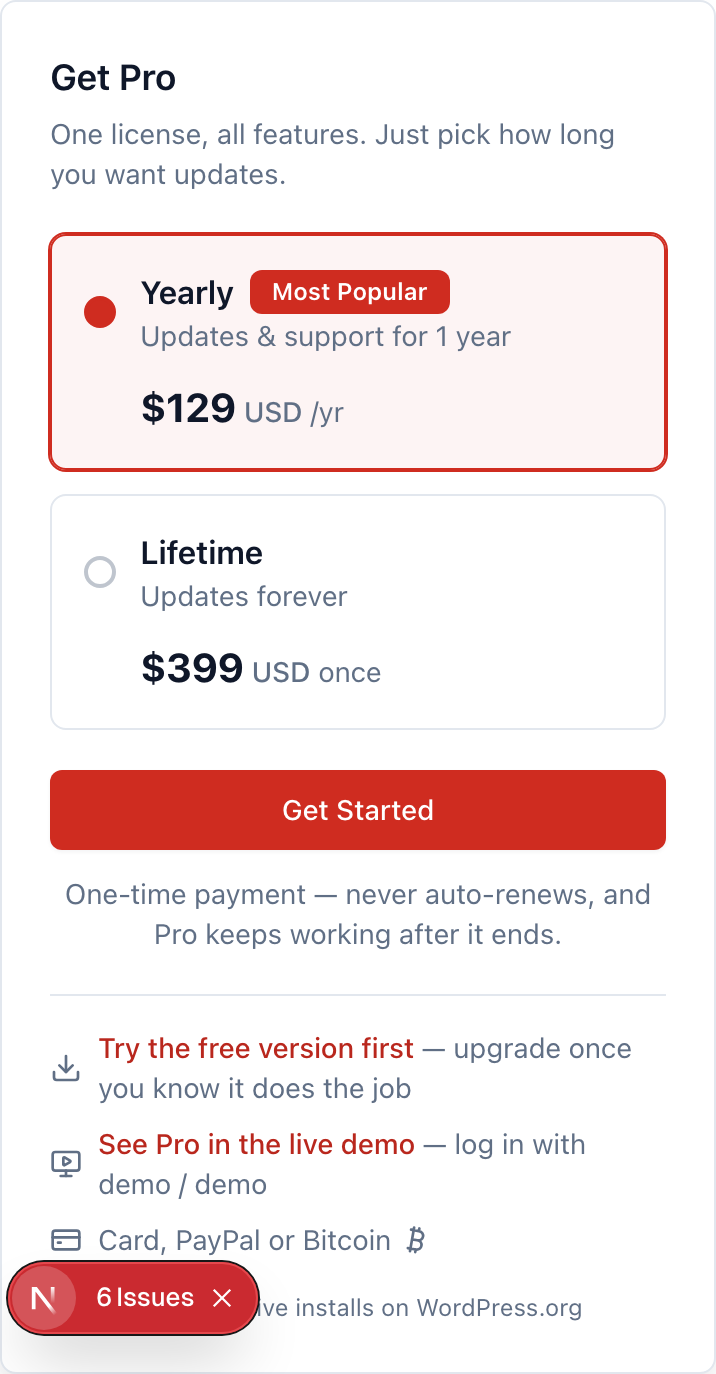 Get Pro
One license, all features. Just pick how long
you want updates.
Yearly Most Popular
Updates & support for 1 year
$129 USD /yr
Lifetime
Updates forever
$399 USD once
Get Started
One-time payment — never auto-renews, and
Pro keeps working after it ends.
Try the free version first — upgrade once
you know it does the job
See Pro in the live demo — log in with
demo / demo
Card, PayPal or Bitcoin ₿
N 6 Issues
installs on WordPress.org